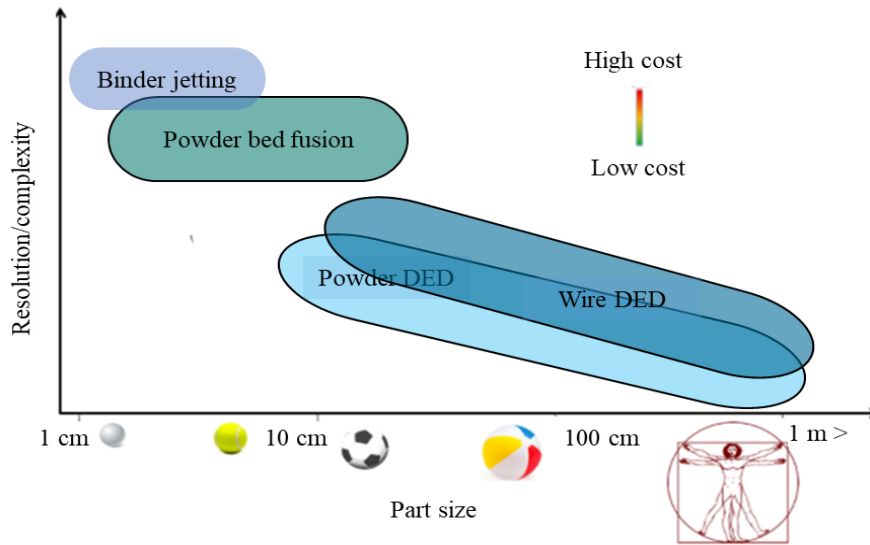 Resolution/complexity
Binder jetting
Powder bed fusion
High cost
Low cost
Powder DED
Wire DED
1 cm
10 cm
100 cm
1 m >
Part size